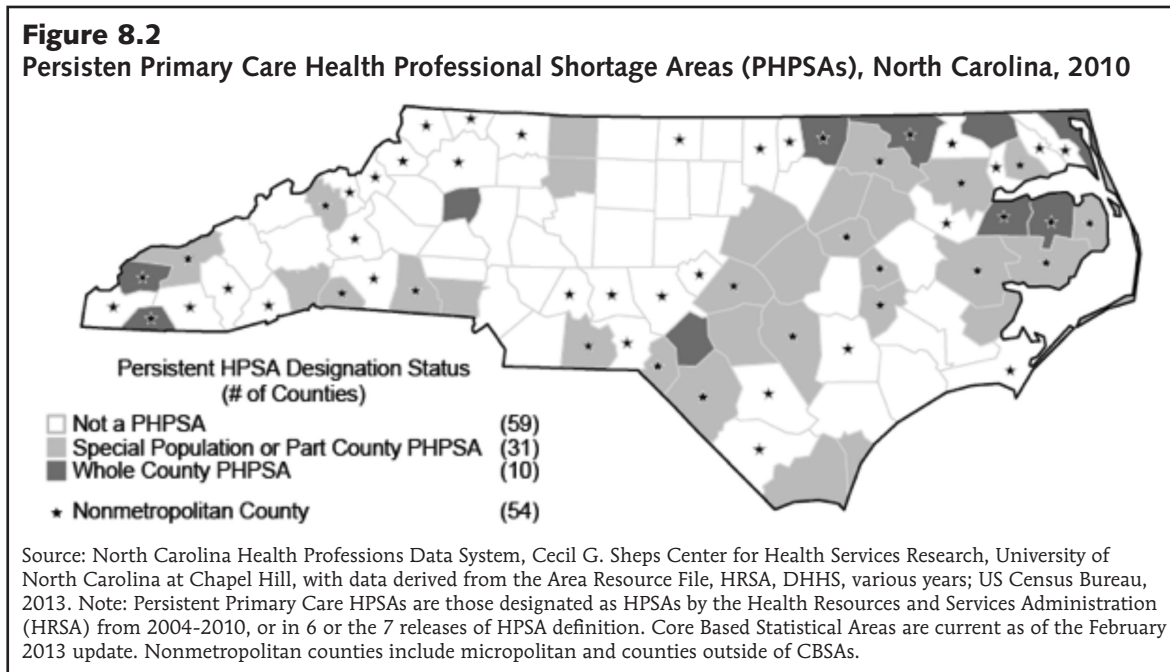 Figure 8.2
Persisten Primary Care Health Professional Shortage Areas (PHPSAs), North Carolina, 2010
Persistent HPSA Designation Status
(# of Counties)
Not a PHPSA (59)
Special Population or Part County PHPSA (31)
Whole County PHPSA (10)
★ Nonmetropolitan County (54)
Source: North Carolina Health Professions Data System, Cecil G. Sheps Center for Health Services Research, University of
North Carolina at Chapel Hill, with data derived from the Area Resource File, HRSA, DHHS, various years; US Census Bureau,
2013. Note: Persistent Primary Care HPSAs are those designated as HPSAs by the Health Resources and Services Administration
(HRSA) from 2004-2010, or in 6 or the 7 releases of HPSA definition. Core Based Statistical Areas are current as of the February
2013 update. Nonmetropolitan counties include micropolitan and counties outside of CBSAs.